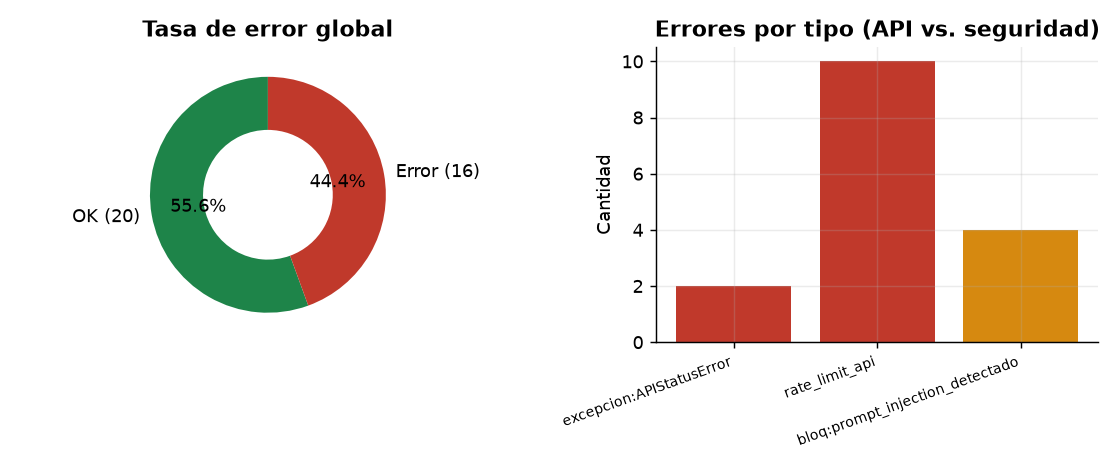 Tasa de error global
OK (20)
55.6%
44.4%
Error (16)
Errores por tipo (API vs. seguridad)
Cantidad
10
8
6
4
2
0
excepcion:APIStatusError
rate_limit_api
bloq:prompt_injection_detectado